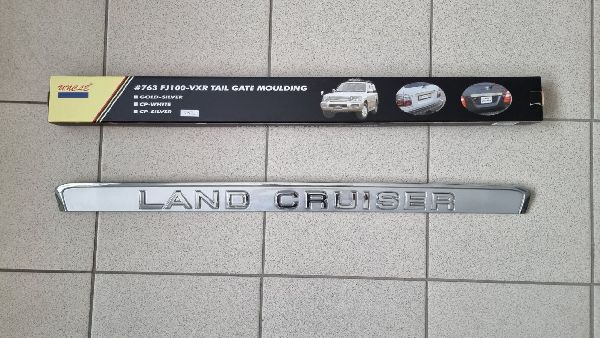 UNCLE
#763 FJ100-VXR TAIL GATE MOULDING
GOLD-SILVER
CP-WHITE
CP-SILVER
LAND CRUISER